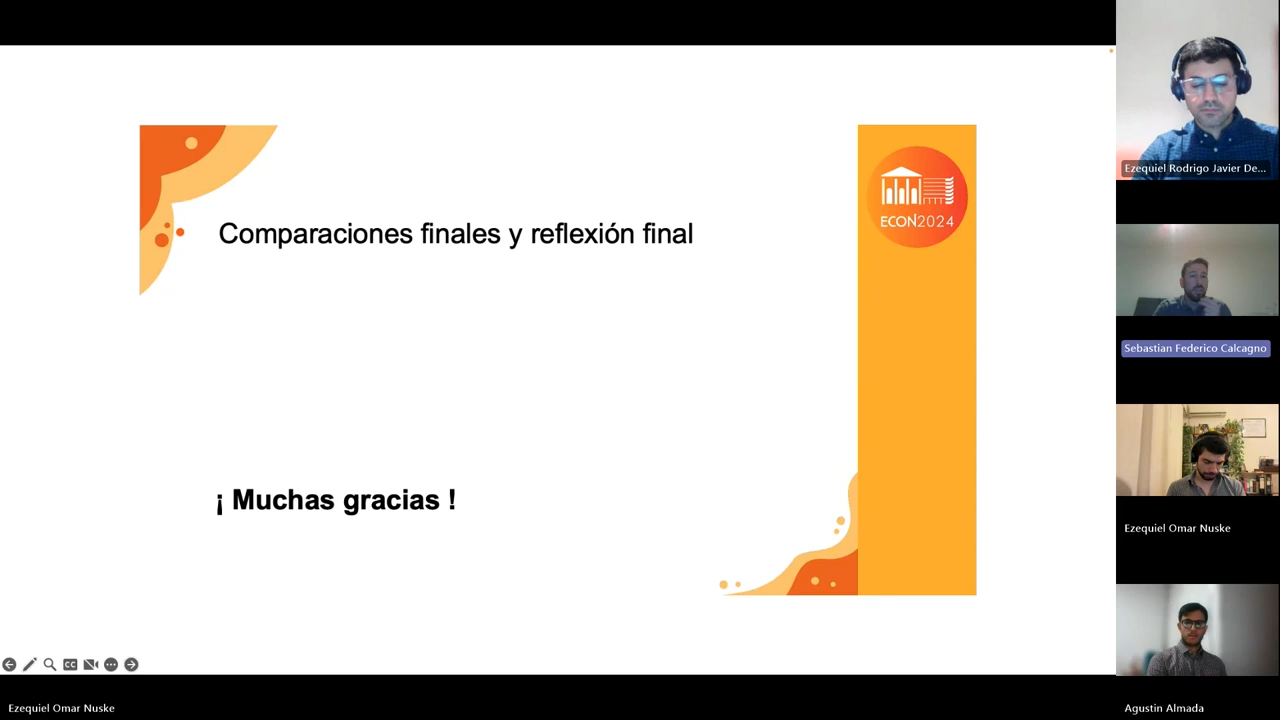 Comparaciones finales y reflexión final
ECON2024
¡ Muchas gracias !
CC
Ezequiel Omar Nuske
Ezequiel Rodrigo Javier De...
Sebastian Federico Calcagno
Ezequiel Omar Nuske
Agustin Almada